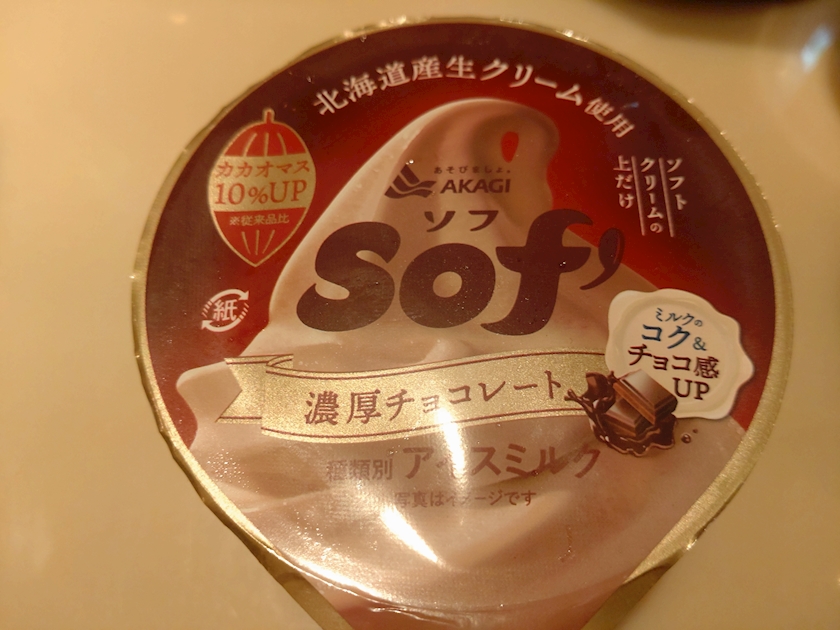 北海道産生クリーム使用
カカオマス
10%UP
※従来品比
ソフト
クリームの
上だけ
あそびましょ。
AKAGI
ソフ
Sof'
紙
ミルクの
コク&
チョコ感
UP
濃厚チョコレート
種類別 アイスミルク
写真はイメージです